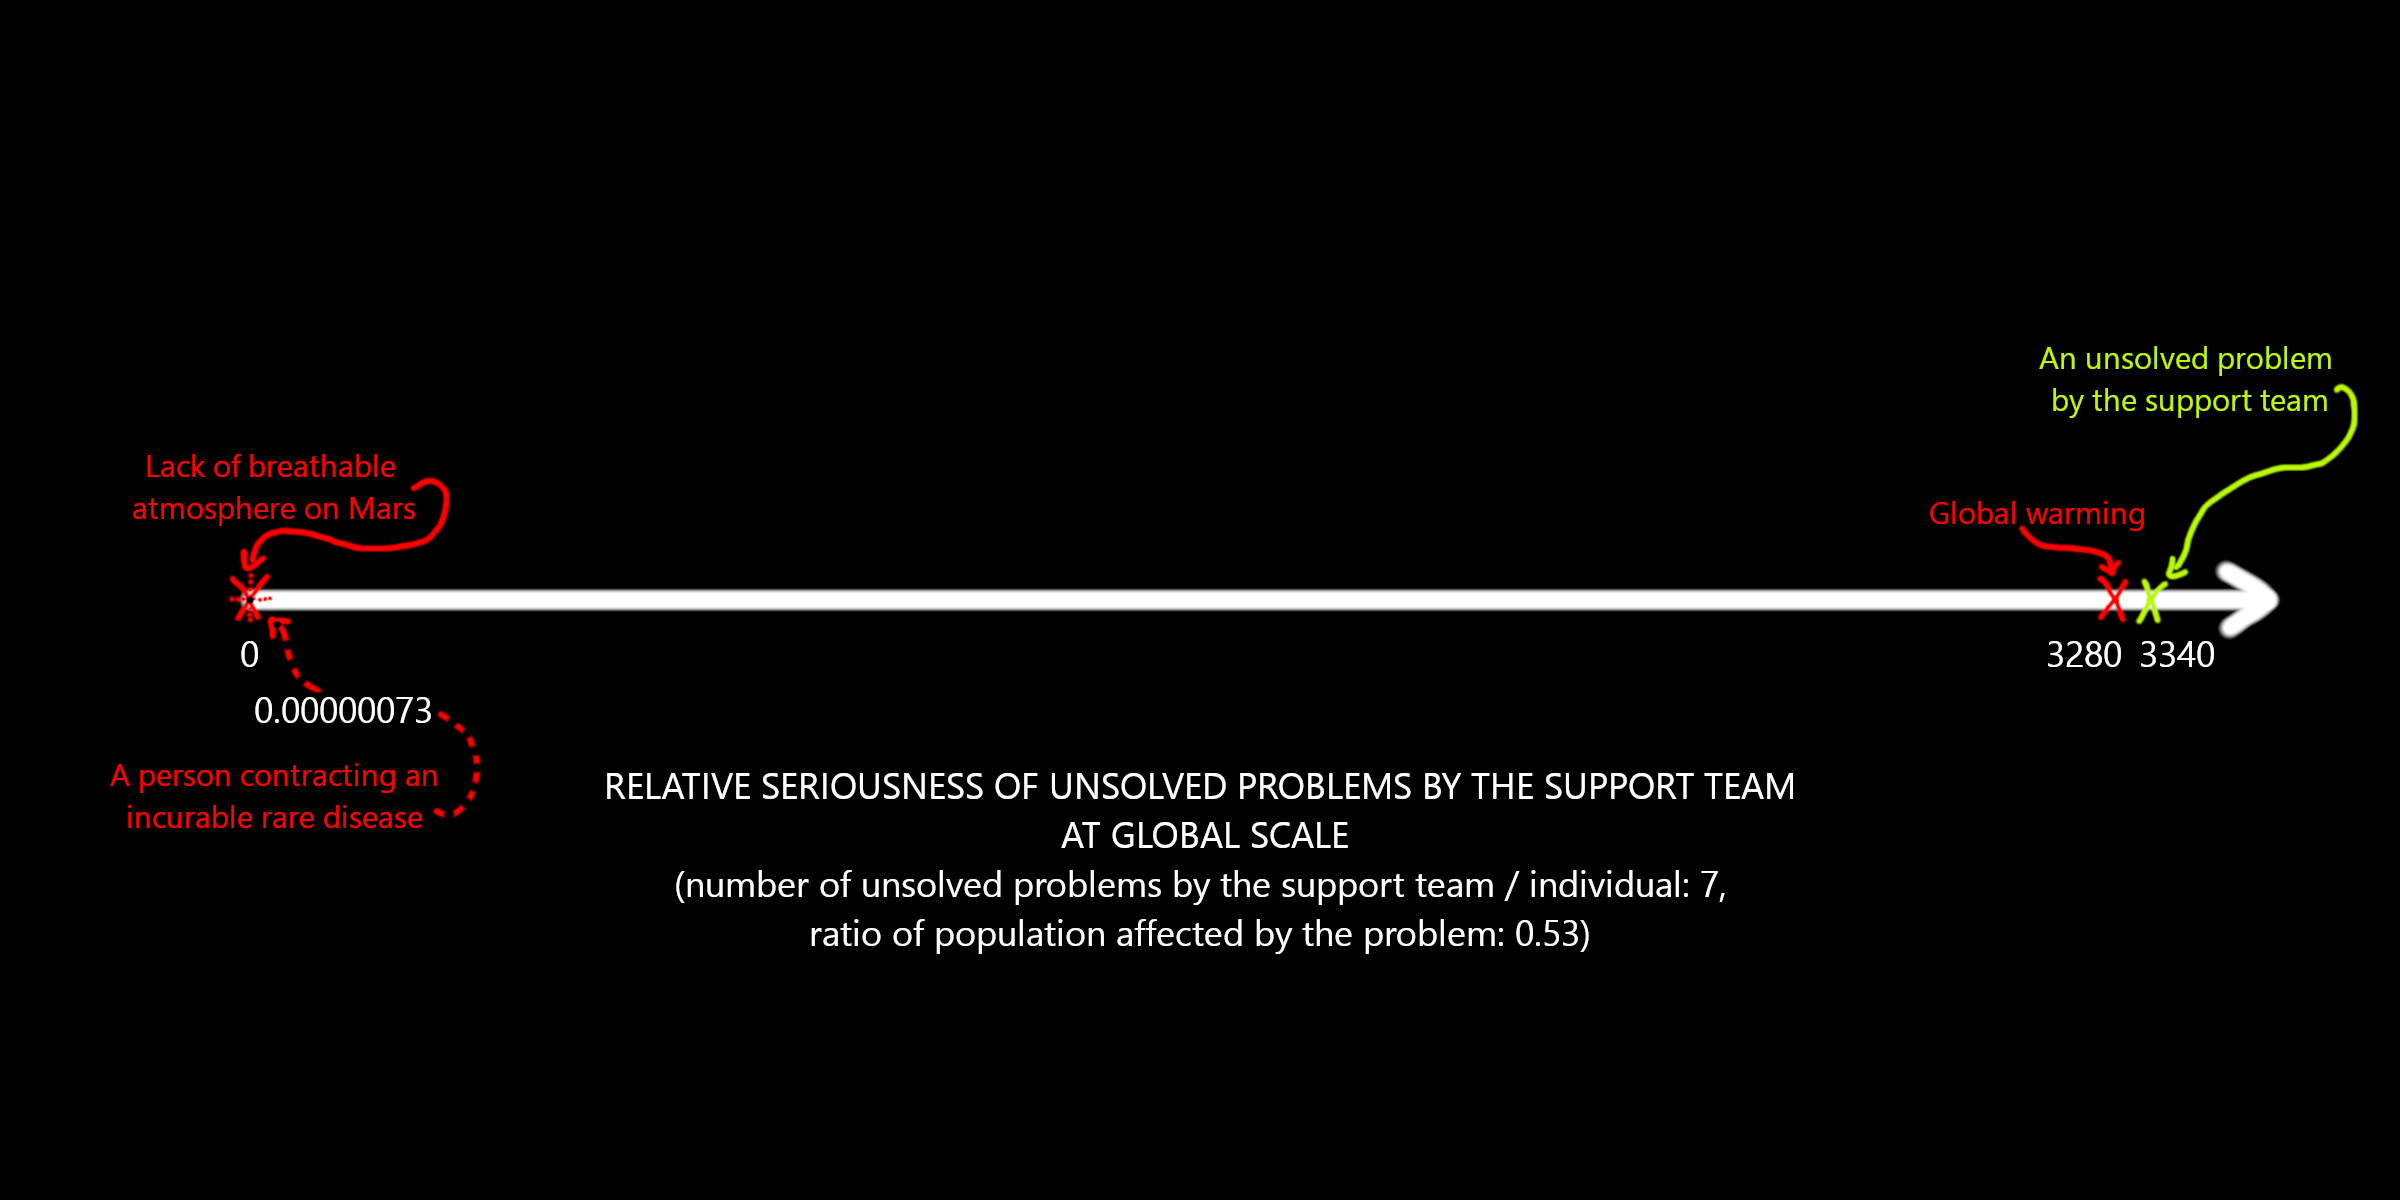 An unsolved problem
by the support team
Lack of breathable
atmosphere on Mars
Global warming
0
3280
3340
0.00000073
A person contracting an
incurable rare disease
RELATIVE SERIOUSNESS OF UNSOLVED PROBLEMS BY THE SUPPORT TEAM
AT GLOBAL SCALE
(number of unsolved problems by the support team / individual: 7,
ratio of population affected by the problem: 0.53)